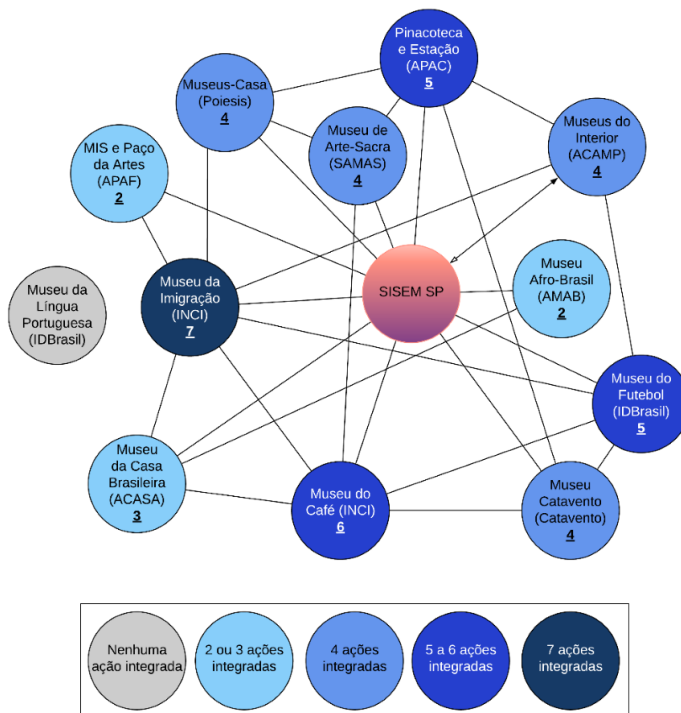 Pinacoteca
e Estação
(APAC)
5
Museus-Casa
(Poiesis)
4
Museu de
Arte-Sacra
(SAMAS)
4
Museus do
Interior
(ACAMP)
4
MIS e Paço
da Artes
(APAF)
2
Museu da
Língua
Portuguesa
(IDBrasil)
Museu da
Imigração
(INCI)
7
SISEM SP
Museu
Afro-Brasil
(AMAB)
2
Museu do
Futebol
(IDBrasil)
5
Museu
da Casa
Brasileira
(ACASA)
3
Museu do
Café (INCI)
6
Museu
Catavento
(Catavento)
4
Nenhuma
ação integrada
2 ou 3 ações
integradas
4 ações
integradas
5 a 6 ações
integradas
7 ações
integradas